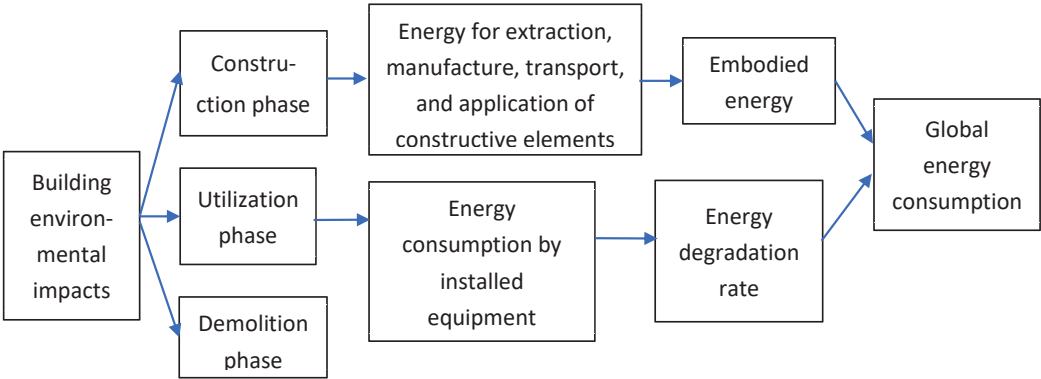 Building
environ-
mental
impacts
Constru-
ction phase
Utilization
phase
Demolition
phase
Energy for extraction,
manufacture, transport,
and application of
constructive elements
Energy
consumption by
installed
equipment
Embodied
energy
Energy
degradation
rate
Global
energy
consumption